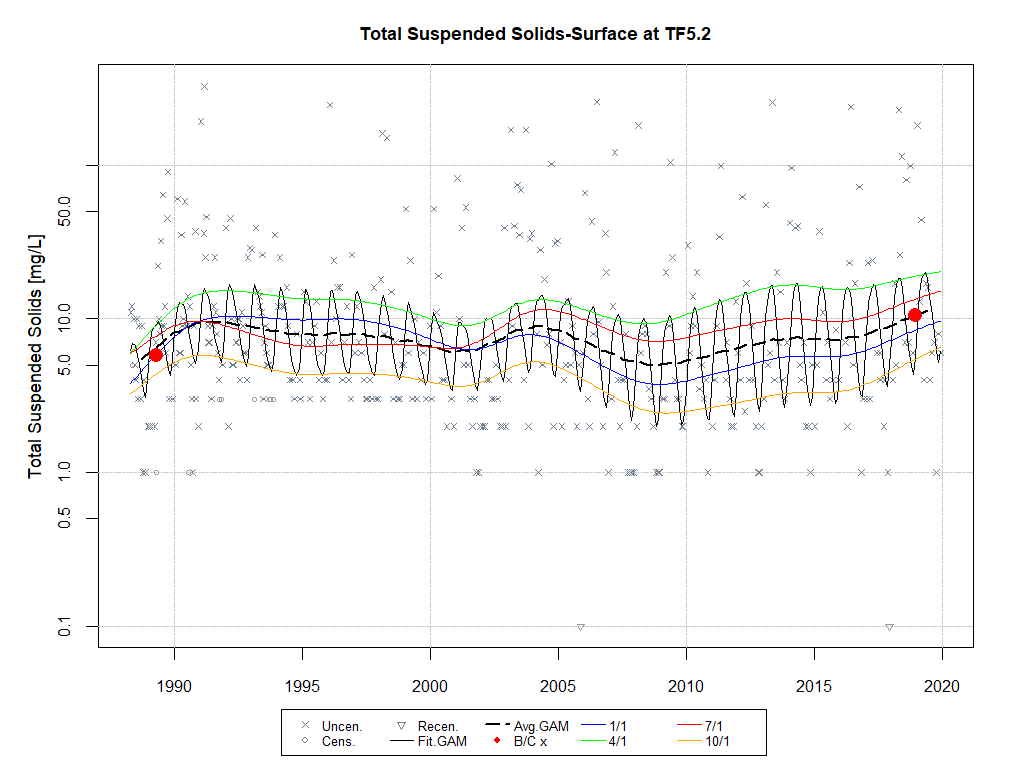 Total Suspended Solids-Surface at TF5.2
Total Suspended Solids [mg/L]
50.0
10.0
5.0
1.0
0.5
0.1
1990 1995 2000 2005 2010 2015 2020
Uncen. Recen. Avg.GAM 1/1 7/1
Cens. Fit.GAM B/C x 4/1 10/1